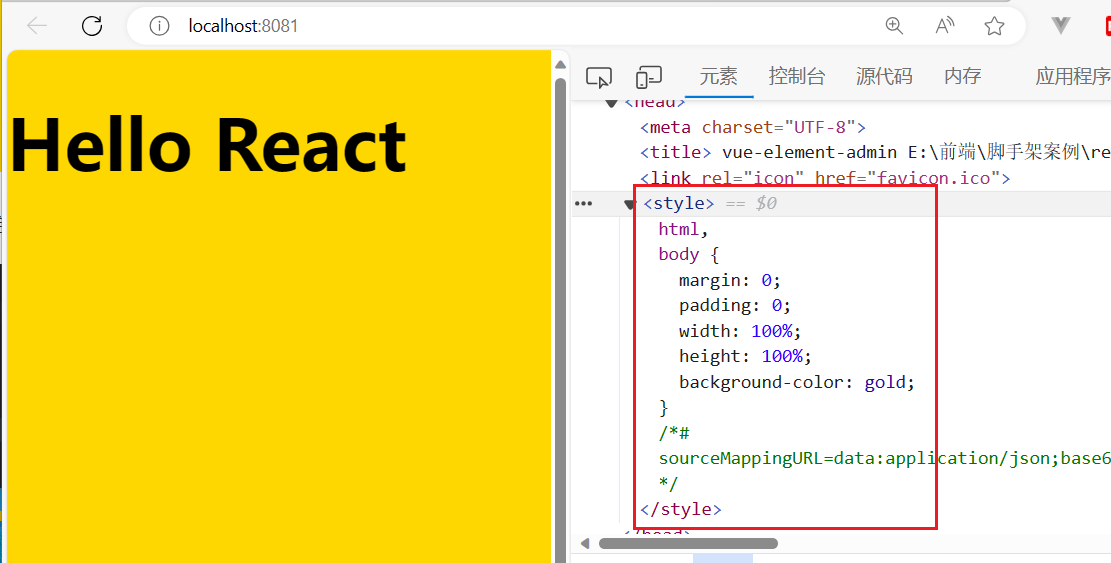 localhost:8081
元素 控制台 源代码 内存 应用程序
Hello React
<head>
<meta charset="UTF-8">
<title> vue-element-admin E:\前端\脚手架案例\re
<link rel="icon" href="favicon.ico">
<style> == $0
html,
body {
margin: 0;
padding: 0;
width: 100%;
height: 100%;
background-color: gold;
}
/*#
sourceMappingURL=data:application/json;base6
*/
</style>
</head>